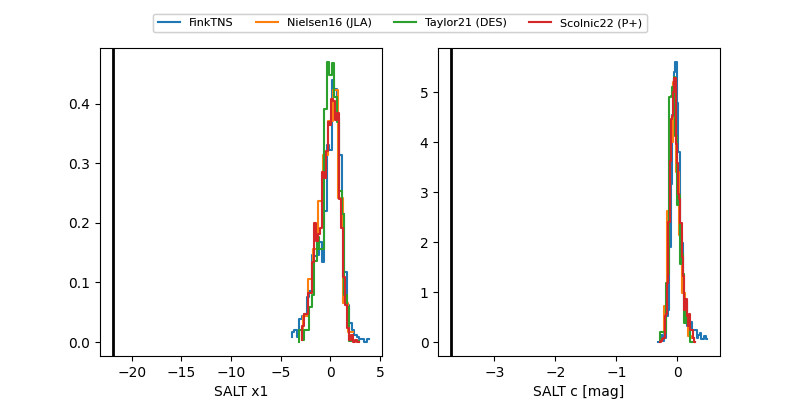 FinkTNS Nielsen16 (JLA) Taylor21 (DES) Scolnic22 (P+)
0.4
0.3
0.2
0.1
0.0
−20 −15 −10 −5 0 5
SALT x1
5
4
3
2
1
0
−3 −2 −1 0
SALT c [mag]